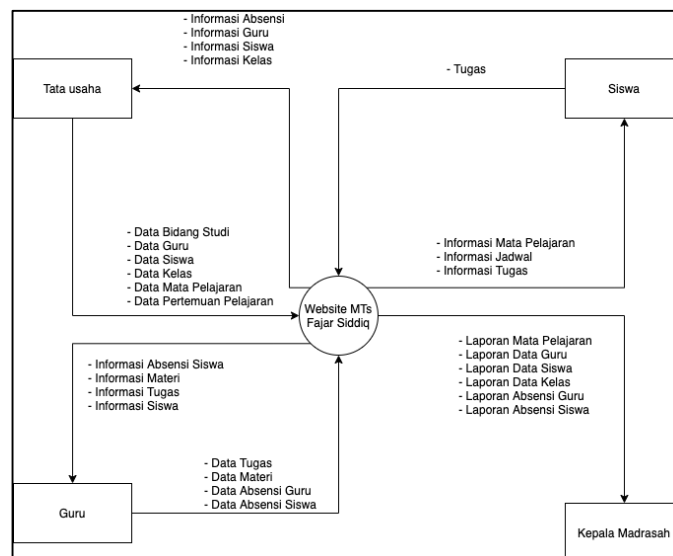 - Informasi Absensi
- Informasi Guru
- Informasi Siswa
- Informasi Kelas
Tata usaha
- Tugas
Siswa
- Data Bidang Studi
- Data Guru
- Data Siswa
- Data Kelas
- Data Mata Pelajaran
- Data Pertemuan Pelajaran
- Informasi Mata Pelajaran
- Informasi Jadwal
- Informasi Tugas
Website MTs
Fajar Siddiq
- Informasi Absensi Siswa
- Informasi Materi
- Informasi Tugas
- Informasi Siswa
- Laporan Mata Pelajaran
- Laporan Data Guru
- Laporan Data Siswa
- Laporan Data Kelas
- Laporan Absensi Guru
- Laporan Absensi Siswa
- Data Tugas
- Data Materi
- Data Absensi Guru
- Data Absensi Siswa
Guru
Kepala Madrasah